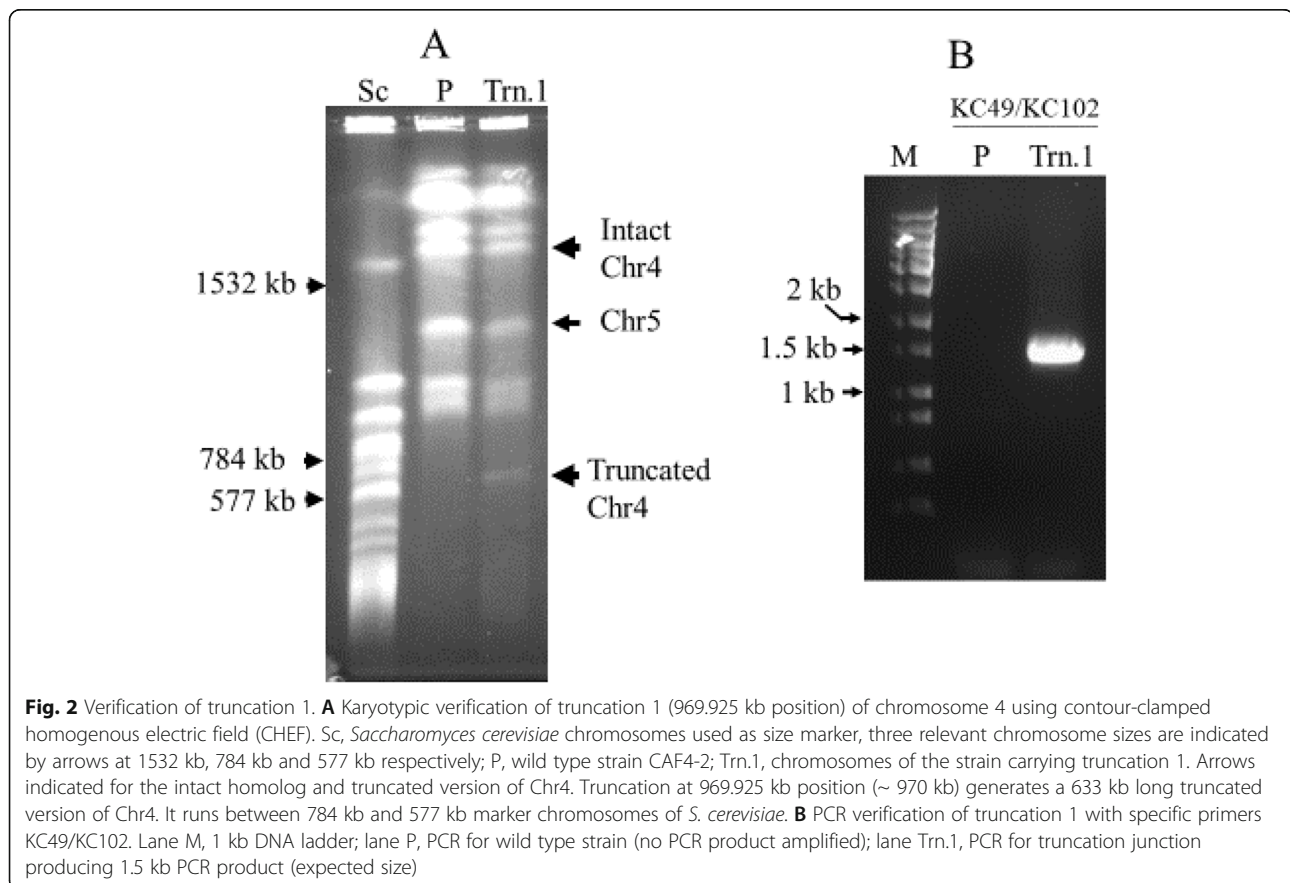 A
Sc P Trn.1
Intact
Chr4
1532 kb
Chr5
784 kb
577 kb
Truncated
Chr4
B
KC49/KC102
M P Trn.1
2 kb
1.5 kb
1 kb
Fig. 2 Verification of truncation 1. A Karyotypic verification of truncation 1 (969.925 kb position) of chromosome 4 using contour-clamped
homogenous electric field (CHEF). Sc, Saccharomyces cerevisiae chromosomes used as size marker, three relevant chromosome sizes are indicated
by arrows at 1532 kb, 784 kb and 577 kb respectively; P, wild type strain CAF4-2; Trn.1, chromosomes of the strain carrying truncation 1. Arrows
indicated for the intact homolog and truncated version of Chr4. Truncation at 969.925 kb position (~ 970 kb) generates a 633 kb long truncated
version of Chr4. It runs between 784 kb and 577 kb marker chromosomes of S. cerevisiae. B PCR verification of truncation 1 with specific primers
KC49/KC102. Lane M, 1 kb DNA ladder; lane P, PCR for wild type strain (no PCR product amplified); lane Trn.1, PCR for truncation junction
producing 1.5 kb PCR product (expected size)